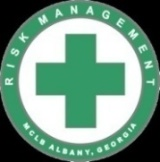 RISK MANAGEMENT
MCLB ALBANY, GEORGIA